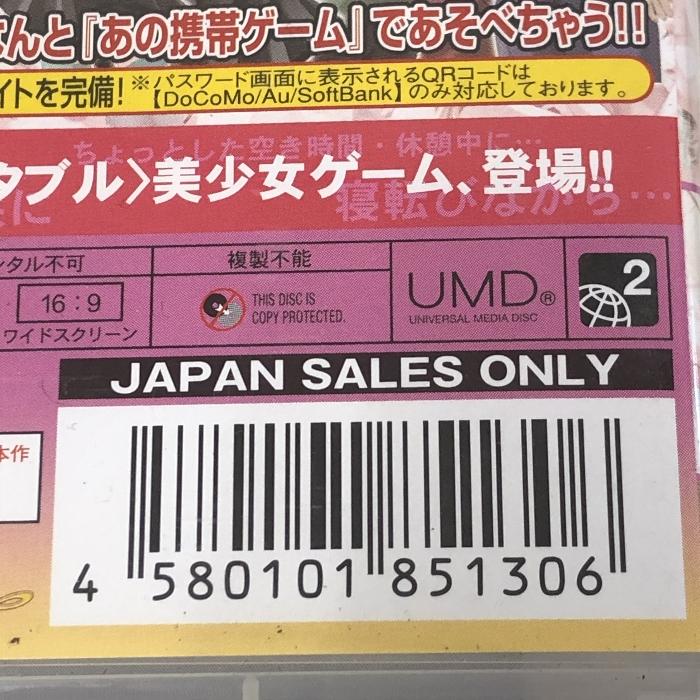 なんと『あの携帯ゲーム』であそべちゃう!!
イトを完備! ※パスワード画面に表示されるQRコードは
【DoCoMo/Au/SoftBank】のみ対応しております。
ちょっとした空き時間・休憩中に…
タブル〉美少女ゲーム、登場!!
に 寝転びながら…
ンタル不可
複製不能
16:9
ワイドスクリーン
THIS DISC IS
COPY PROTECTED.
UMD®
UNIVERSAL MEDIA DISC
2
JAPAN SALES ONLY
本作
4 580101 851306